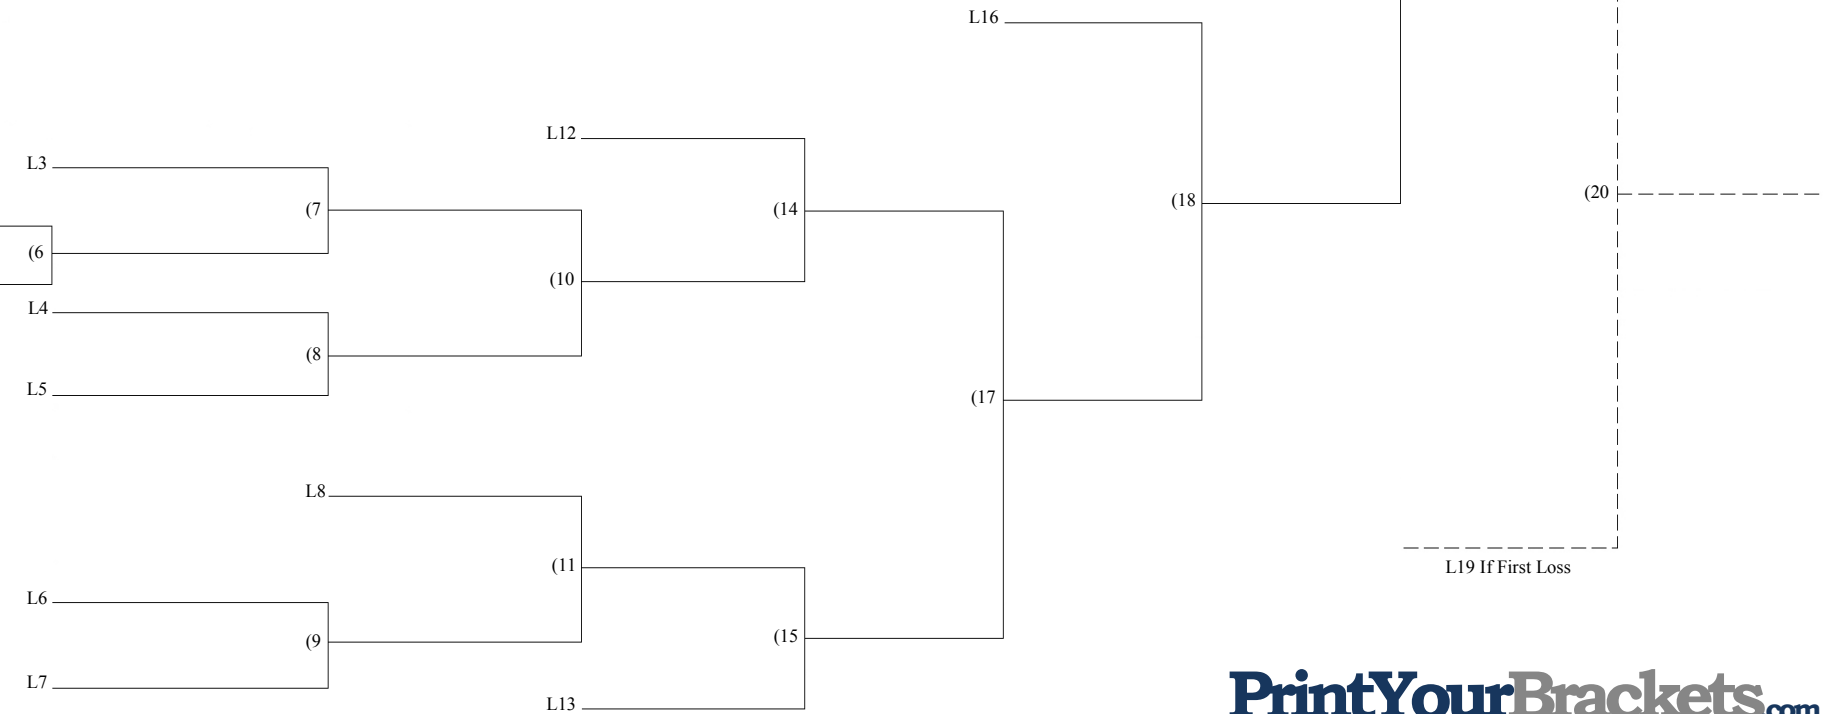 L16
L12
L3
(7
(14
(18
(20
(6
(10
L4
(8
L5
(17
L8
(11
L19 If First Loss
L6
(9
(15
L7
L13
PrintYourBrackets.com